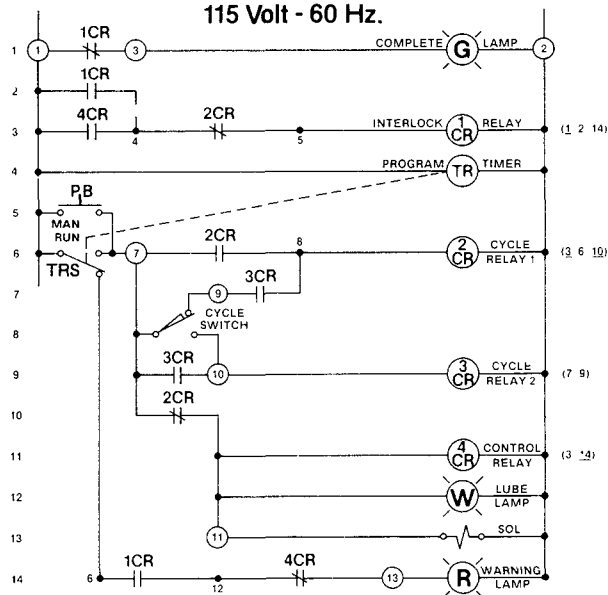 115 Volt - 60 Hz.
1CR
1 1 3 COMPLETE G LAMP 2
1CR
2
4CR 2CR
3 4 5 INTERLOCK 1 CR RELAY (1 2 14)
4 PROGRAM TR TIMER
PB
5
MAN
RUN
2CR 8
6 TRS 7 2 CR CYCLE RELAY 1 (3 6 10)
3CR
7 9
CYCLE
SWITCH
8
3CR
9 10 3 CR CYCLE RELAY 2 (7 9)
2CR
10
11 4 CR CONTROL RELAY (3 14)
12 W LUBE LAMP
13 11 SOL
1CR 4CR
14 6 12 13 R WARNING LAMP